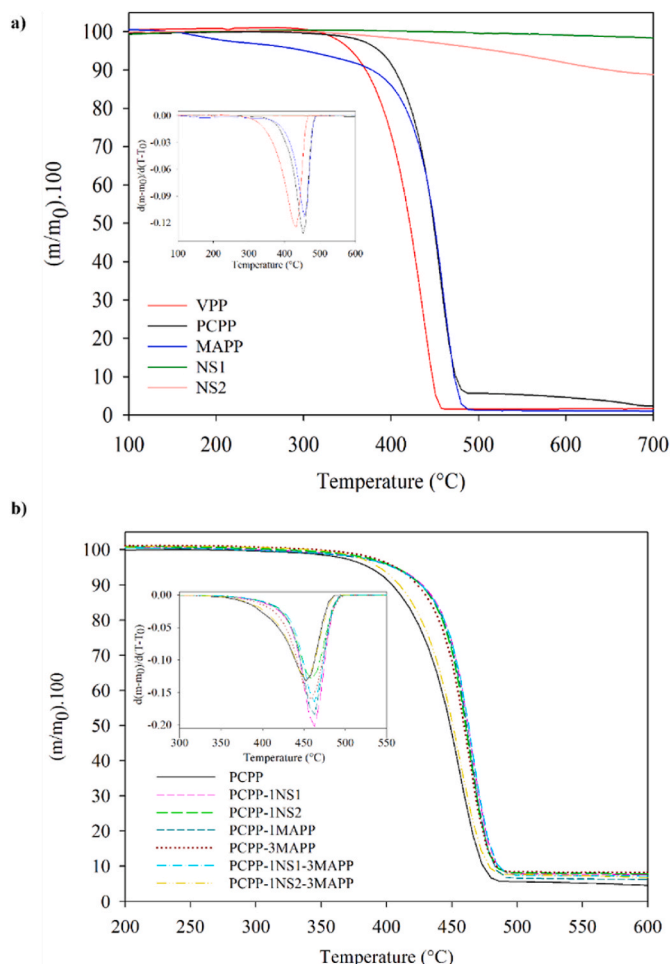 a)
100
90
80
70
60
50
40
30
20
10
0
(m/m0).100
0.00
-0.03
-0.06
-0.09
-0.12
d(m-m0)/d(T-T0)
100 200 300 400 500 600
Temperature (°C)
VPP
PCPP
MAPP
NS1
NS2
100 200 300 400 500 600 700
Temperature (°C)
b)
100
90
80
70
60
50
40
30
20
10
0
(m/m0).100
0.00
-0.05
-0.10
-0.15
-0.20
d(m-m0)/d(T-T0)
300 350 400 450 500 550
Temperature (°C)
PCPP
PCPP-1NS1
PCPP-1NS2
PCPP-1MAPP
PCPP-3MAPP
PCPP-1NS1-3MAPP
PCPP-1NS2-3MAPP
200 250 300 350 400 450 500 550 600
Temperature (°C)